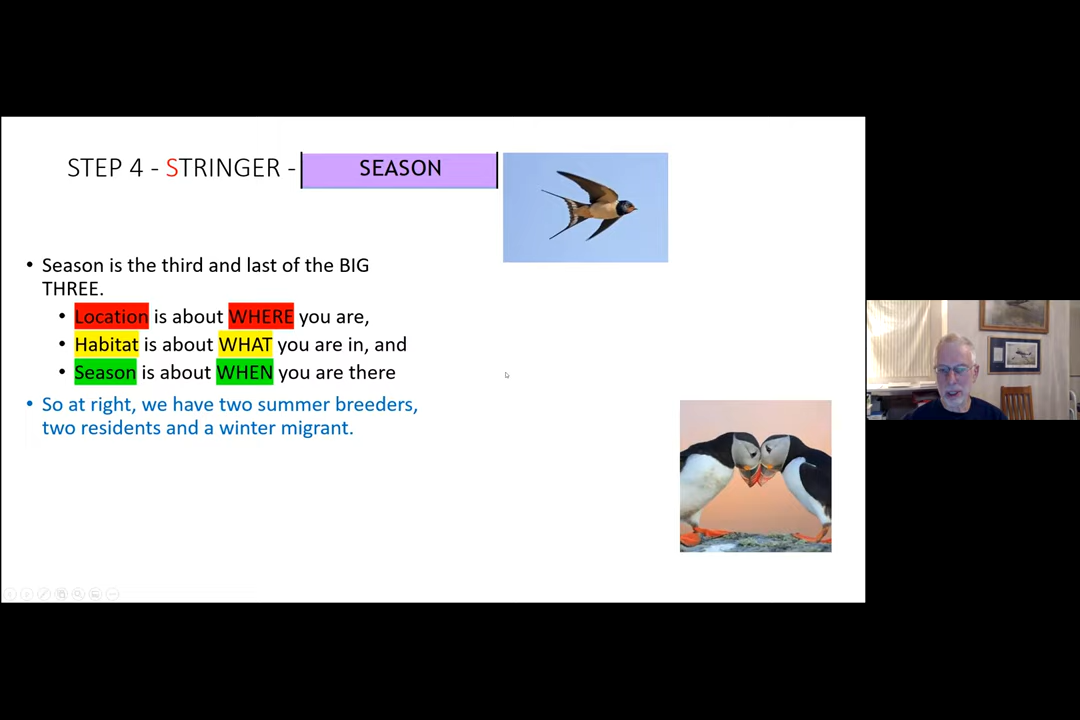 STEP 4 - STRINGER - SEASON
• Season is the third and last of the BIG
THREE.
• Location is about WHERE you are,
• Habitat is about WHAT you are in, and
• Season is about WHEN you are there
• So at right, we have two summer breeders,
two residents and a winter migrant.